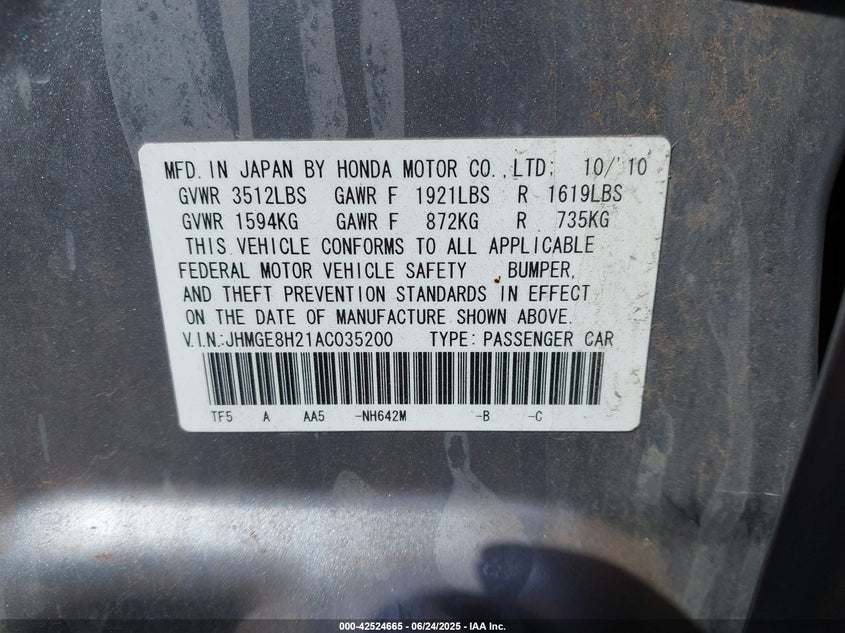 MFD. IN JAPAN BY HONDA MOTOR CO., LTD; 10/'10
GVWR 3512LBS GAWR F 1921LBS R 1619LBS
GVWR 1594KG GAWR F 872KG R 735KG
THIS VEHICLE CONFORMS TO ALL APPLICABLE
FEDERAL MOTOR VEHICLE SAFETY BUMPER,
AND THEFT PREVENTION STANDARDS IN EFFECT
ON THE DATE OF MANUFACTURE SHOWN ABOVE.
V.I.N.:JHMGE8H21AC035200 TYPE: PASSENGER CAR
TF5 A AA5 -NH642M -B -C
000-42524665 - 06/24/2025 - IAA Inc.